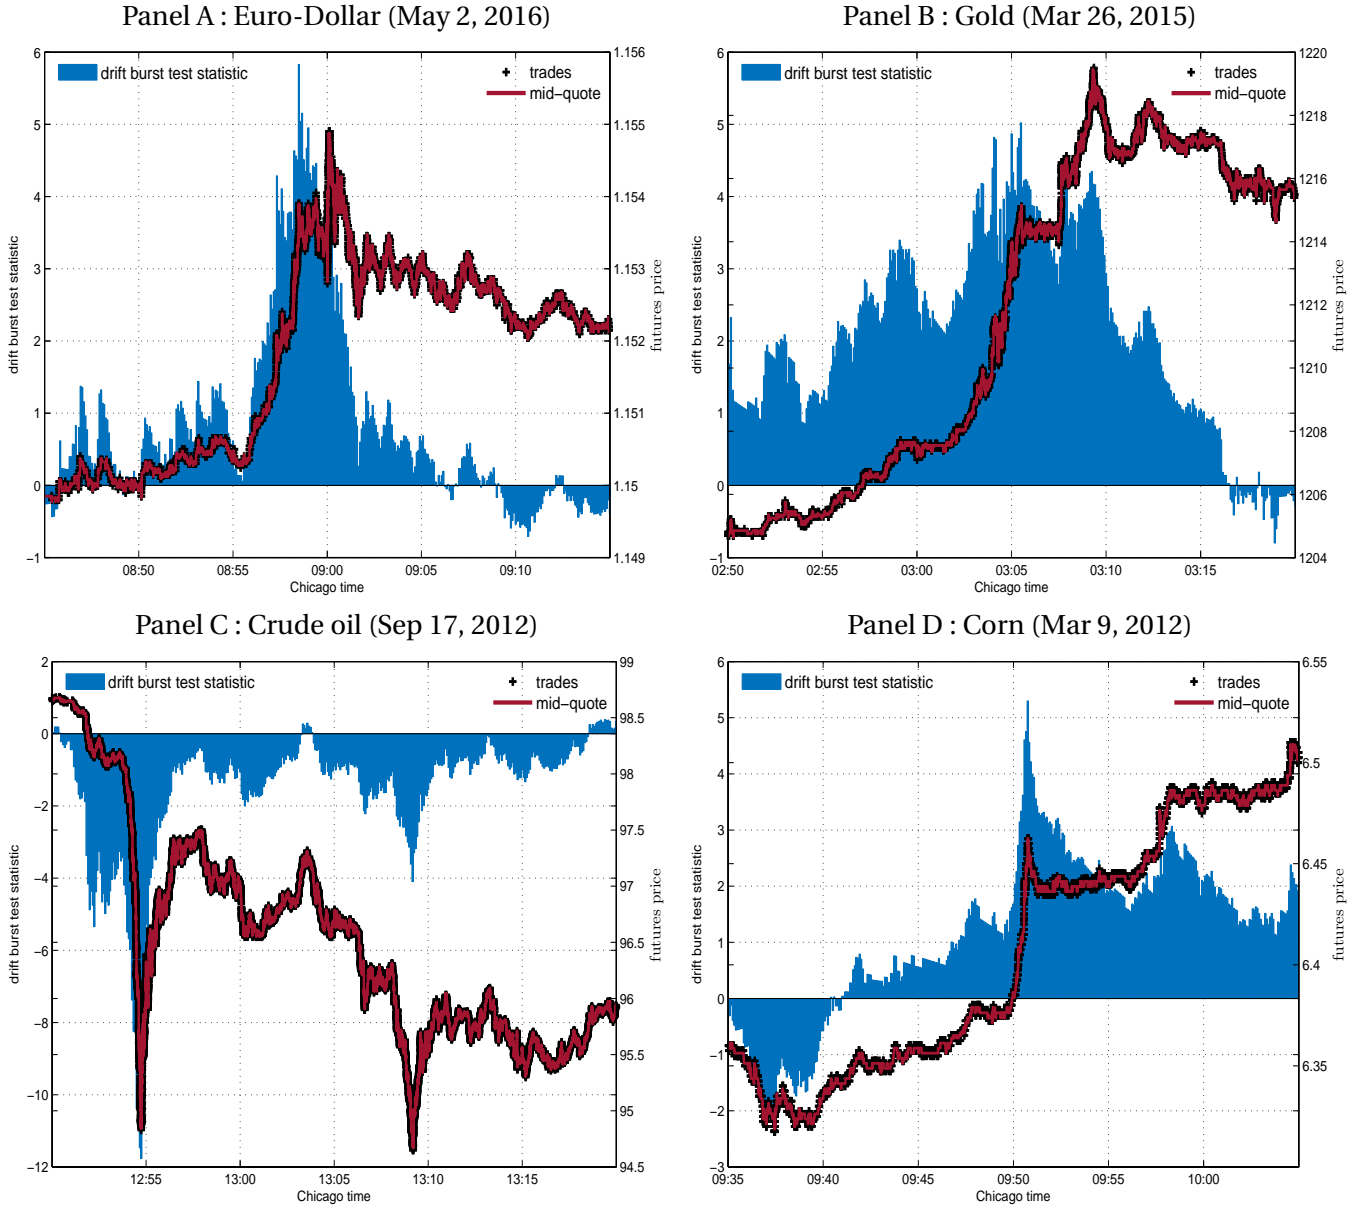 Panel A : Euro-Dollar (May 2, 2016)
drift burst test statistic
trades
mid−quote
drift burst test statistic
futures price
6
5
4
3
2
1
0
−1
1.156
1.155
1.154
1.153
1.152
1.151
1.15
1.149
08:50 08:55 09:00 09:05 09:10
Chicago time
Panel B : Gold (Mar 26, 2015)
drift burst test statistic
trades
mid−quote
drift burst test statistic
futures price
6
5
4
3
2
1
0
−1
1220
1218
1216
1214
1212
1210
1208
1206
1204
02:50 02:55 03:00 03:05 03:10 03:15
Chicago time
Panel C : Crude oil (Sep 17, 2012)
drift burst test statistic
trades
mid−quote
drift burst test statistic
futures price
2
0
−2
−4
−6
−8
−10
−12
99
98.5
98
97.5
97
96.5
96
95.5
95
94.5
12:55 13:00 13:05 13:10 13:15
Chicago time
Panel D : Corn (Mar 9, 2012)
drift burst test statistic
trades
mid−quote
drift burst test statistic
futures price
6
5
4
3
2
1
0
−1
−2
−3
6.55
6.5
6.45
6.4
6.35
09:35 09:40 09:45 09:50 09:55 10:00
Chicago time